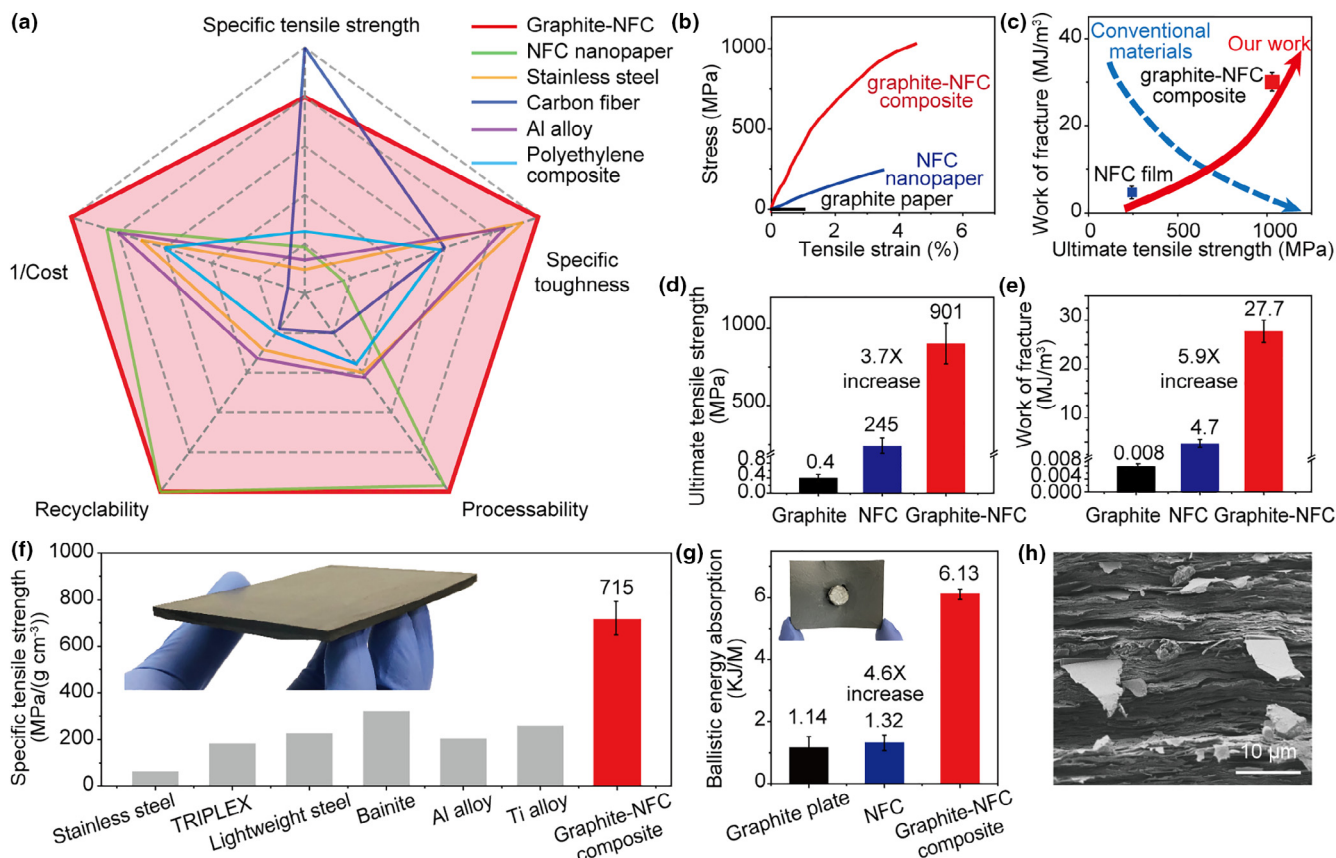 (a)
Specific tensile strength
Specific
toughness
Processability
Recyclability
1/Cost
Graphite-NFC
NFC nanopaper
Stainless steel
Carbon fiber
Al alloy
Polyethylene
composite
(b)
Stress (MPa)
1000
500
0
graphite-NFC
composite
NFC
nanopaper
graphite paper
0 2 4 6
Tensile strain (%)
(c)
Work of fracture (MJ/m³)
40
30
20
10
0
Conventional
materials
Our work
graphite-NFC
composite
NFC film
0 500 1000
Ultimate tensile strength (MPa)
(d)
Ultimate tensile strength
(MPa)
1000
500
0.8
0.4
0.0
901
3.7X
increase
245
0.4
Graphite NFC Graphite-NFC
(e)
Work of fracture
(MJ/m³)
30
24
18
12
6
0.008
0.004
0.000
27.7
5.9X
increase
4.7
0.008
Graphite NFC Graphite-NFC
(f)
Specific tensile strength
(MPa/(g cm⁻³))
1000
800
600
400
200
0
715
Stainless steel
TRIPLEX
Lightweight steel
Bainite
Al alloy
Ti alloy
Graphite-NFC
composite
(g)
Ballistic energy absorption
(KJ/M)
6
4
2
0
6.13
4.6X
increase
1.14
1.32
Graphite plate
NFC
Graphite-NFC
composite
(h)
10 μm